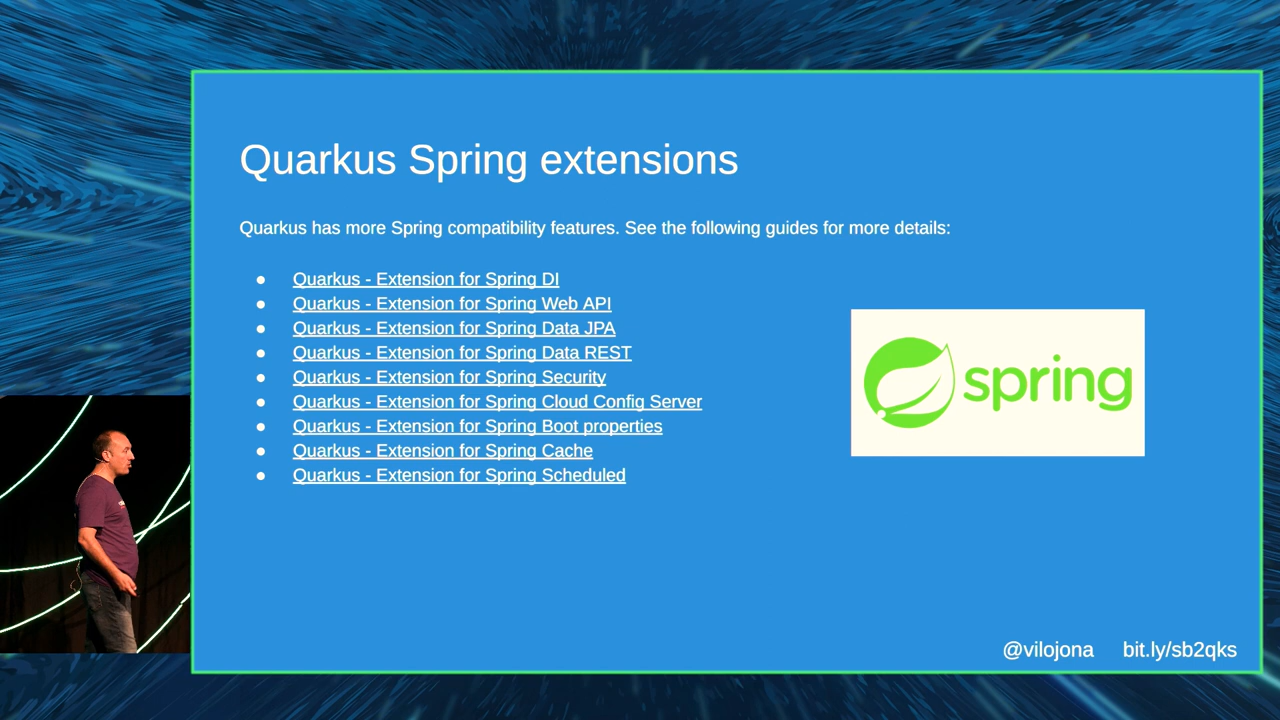 Quarkus Spring extensions
Quarkus has more Spring compatibility features. See the following guides for more details:
● Quarkus - Extension for Spring DI
● Quarkus - Extension for Spring Web API
● Quarkus - Extension for Spring Data JPA
● Quarkus - Extension for Spring Data REST
● Quarkus - Extension for Spring Security
● Quarkus - Extension for Spring Cloud Config Server
● Quarkus - Extension for Spring Boot properties
● Quarkus - Extension for Spring Cache
● Quarkus - Extension for Spring Scheduled
spring
@vilojona bit.ly/sb2qks